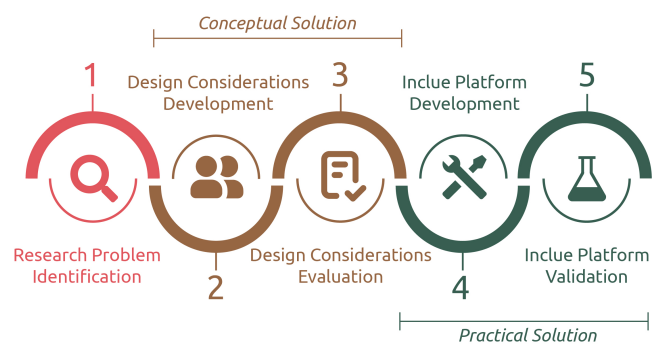 Conceptual Solution
1
Design Considerations
Development
3
Inclue Platform
Development
5
Research Problem
Identification
2
Design Considerations
Evaluation
4
Inclue Platform
Validation
Practical Solution